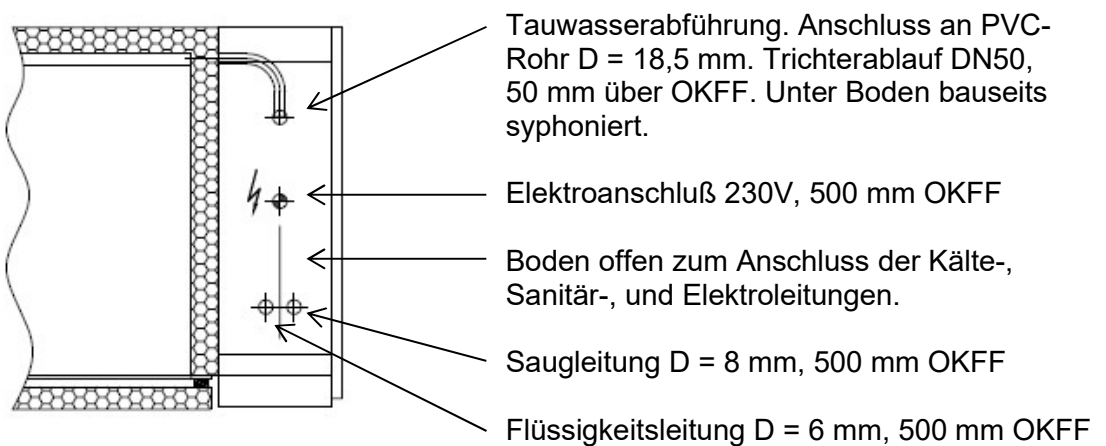 Tauwasserabführung. Anschluss an PVC-
Rohr D = 18,5 mm. Trichterablauf DN50,
50 mm über OKFF. Unter Boden bauseits
syphoniert.
Elektroanschluß 230V, 500 mm OKFF
Boden offen zum Anschluss der Kälte-,
Sanitär-, und Elektroleitungen.
Saugleitung D = 8 mm, 500 mm OKFF
Flüssigkeitsleitung D = 6 mm, 500 mm OKFF